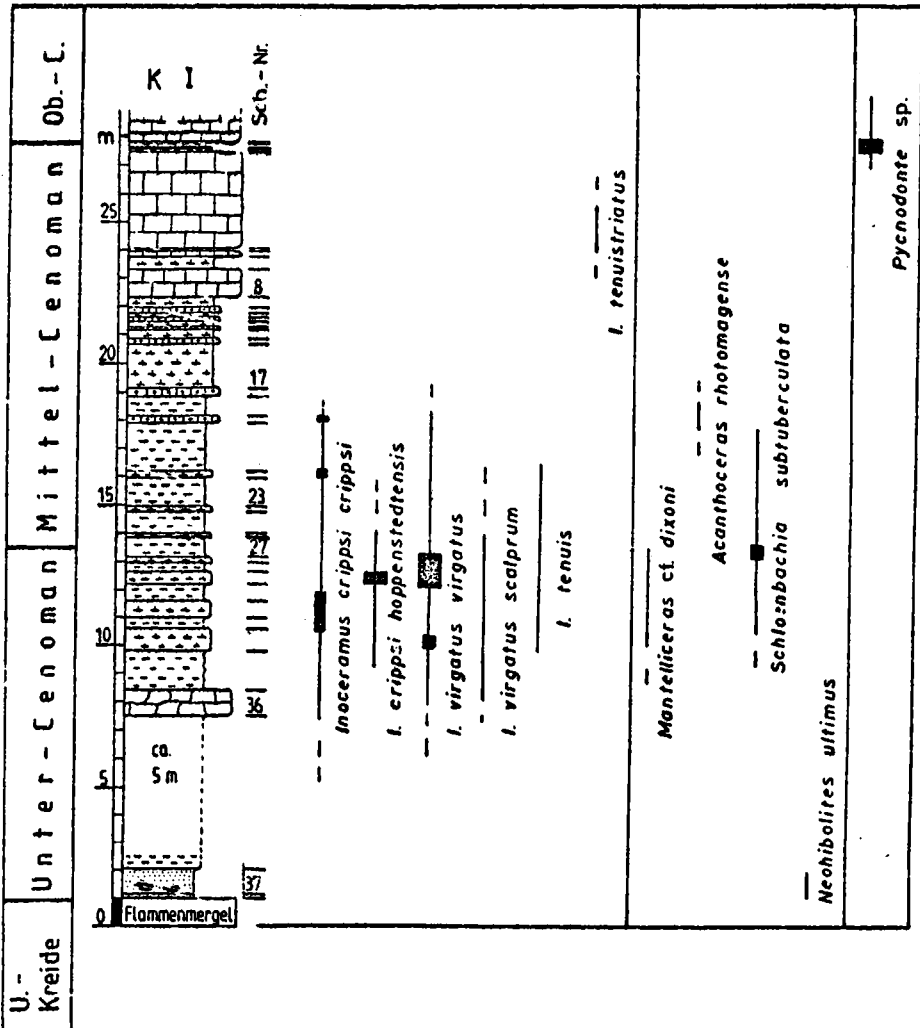 Ob.-C.
Mittel-Cenoman
Unter-Cenoman
U.-
Kreide
K I
Sch.-Nr.
m
25
20
15
10
5
0
ca.
5 m
Flammenmergel
8
17
23
27
36
37
Inoceramus crippsi crippsi
I. crippsi hoppenstedtensis
I. virgatus virgatus
I. virgatus scalprum
I. tenuis
I. tenuistriatus
Mantelliceras cf. dixoni
Acanthoceras rhotomagense
Schloenbachia subtuberculata
Neohibolites ultimus
Pycnodonte sp.